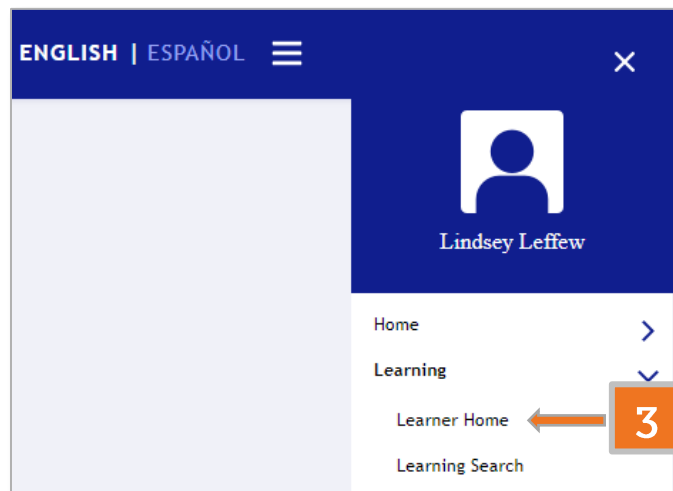 ENGLISH | ESPAÑOL
Lindsey Leffew
Home
Learning
Learner Home
3
Learning Search